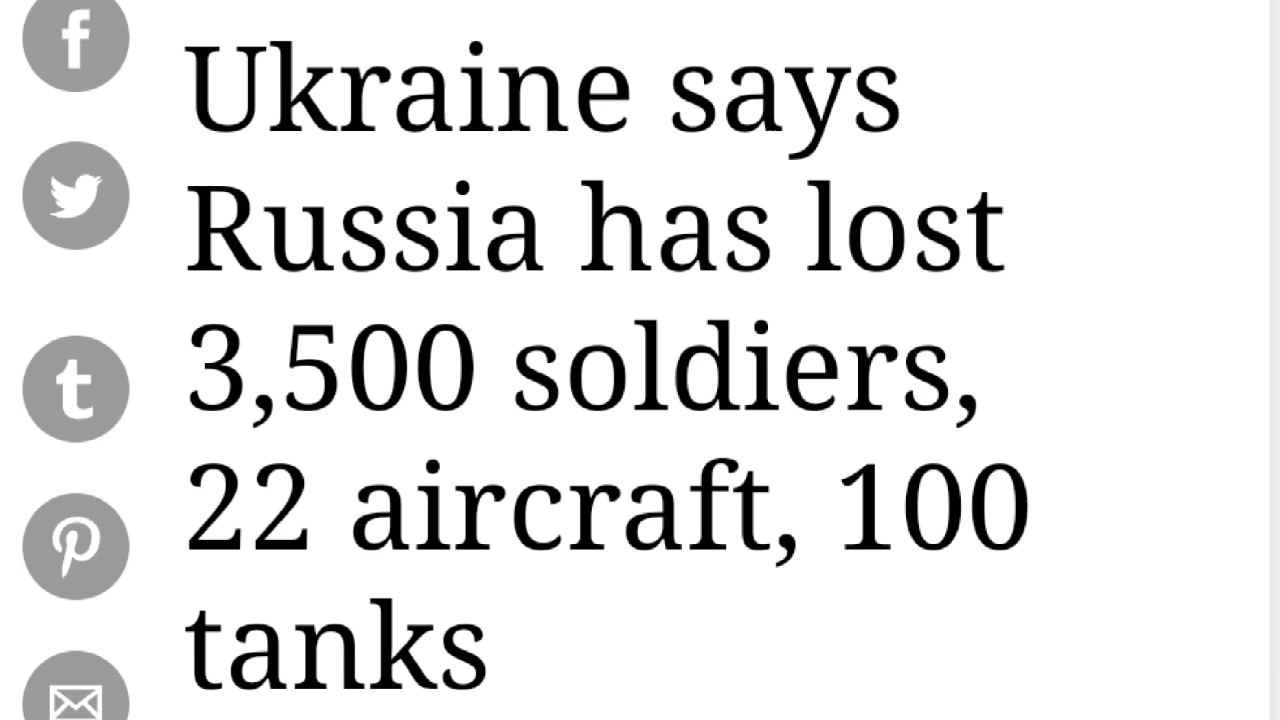 Ukraine says
Russia has lost
3,500 soldiers,
22 aircraft, 100
tanks